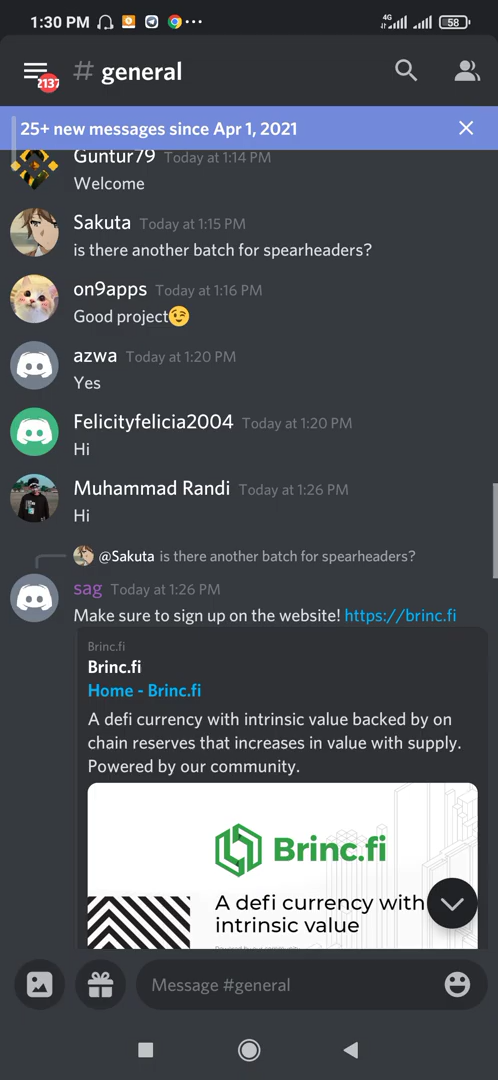 1:30 PM
4G
58
213
# general
25+ new messages since Apr 1, 2021
Guntur79 Today at 1:14 PM
Welcome
Sakuta Today at 1:15 PM
is there another batch for spearheaders?
on9apps Today at 1:16 PM
Good project😉
azwa Today at 1:20 PM
Yes
Felicityfelicia2004 Today at 1:20 PM
Hi
Muhammad Randi Today at 1:26 PM
Hi
@Sakuta is there another batch for spearheaders?
sag Today at 1:26 PM
Make sure to sign up on the website! https://brinc.fi
Brinc.fi
Brinc.fi
Home - Brinc.fi
A defi currency with intrinsic value backed by on
chain reserves that increases in value with supply.
Powered by our community.
Brinc.fi
A defi currency with
intrinsic value
Message #general